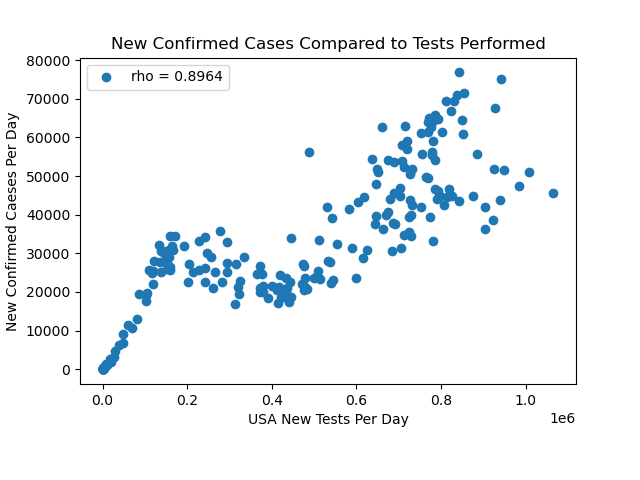 New Confirmed Cases Compared to Tests Performed
rho = 0.8964
80000
70000
60000
50000
40000
30000
20000
10000
0
New Confirmed Caeses Per Day
0.0 0.2 0.4 0.6 0.8 1.0
1e6
USA New Tests Per Day